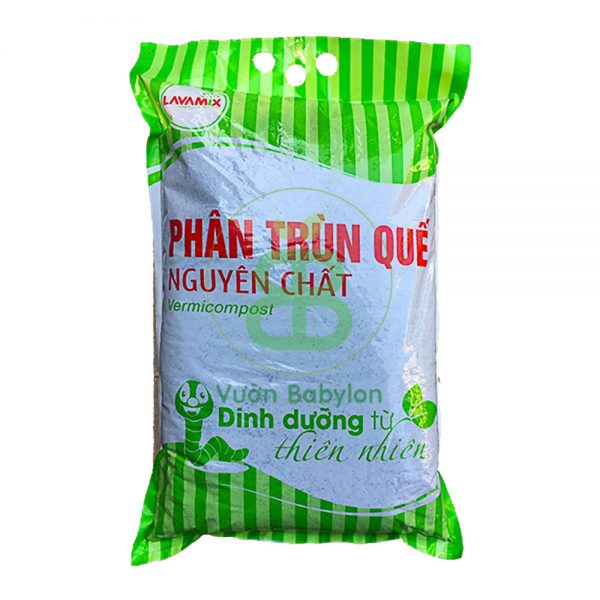 LAVAMIX
PHÂN TRÙN QUẾ
NGUYÊN CHẤT
Vermicompost
Vườn Babylon
Dinh dưỡng từ
thiên nhiên